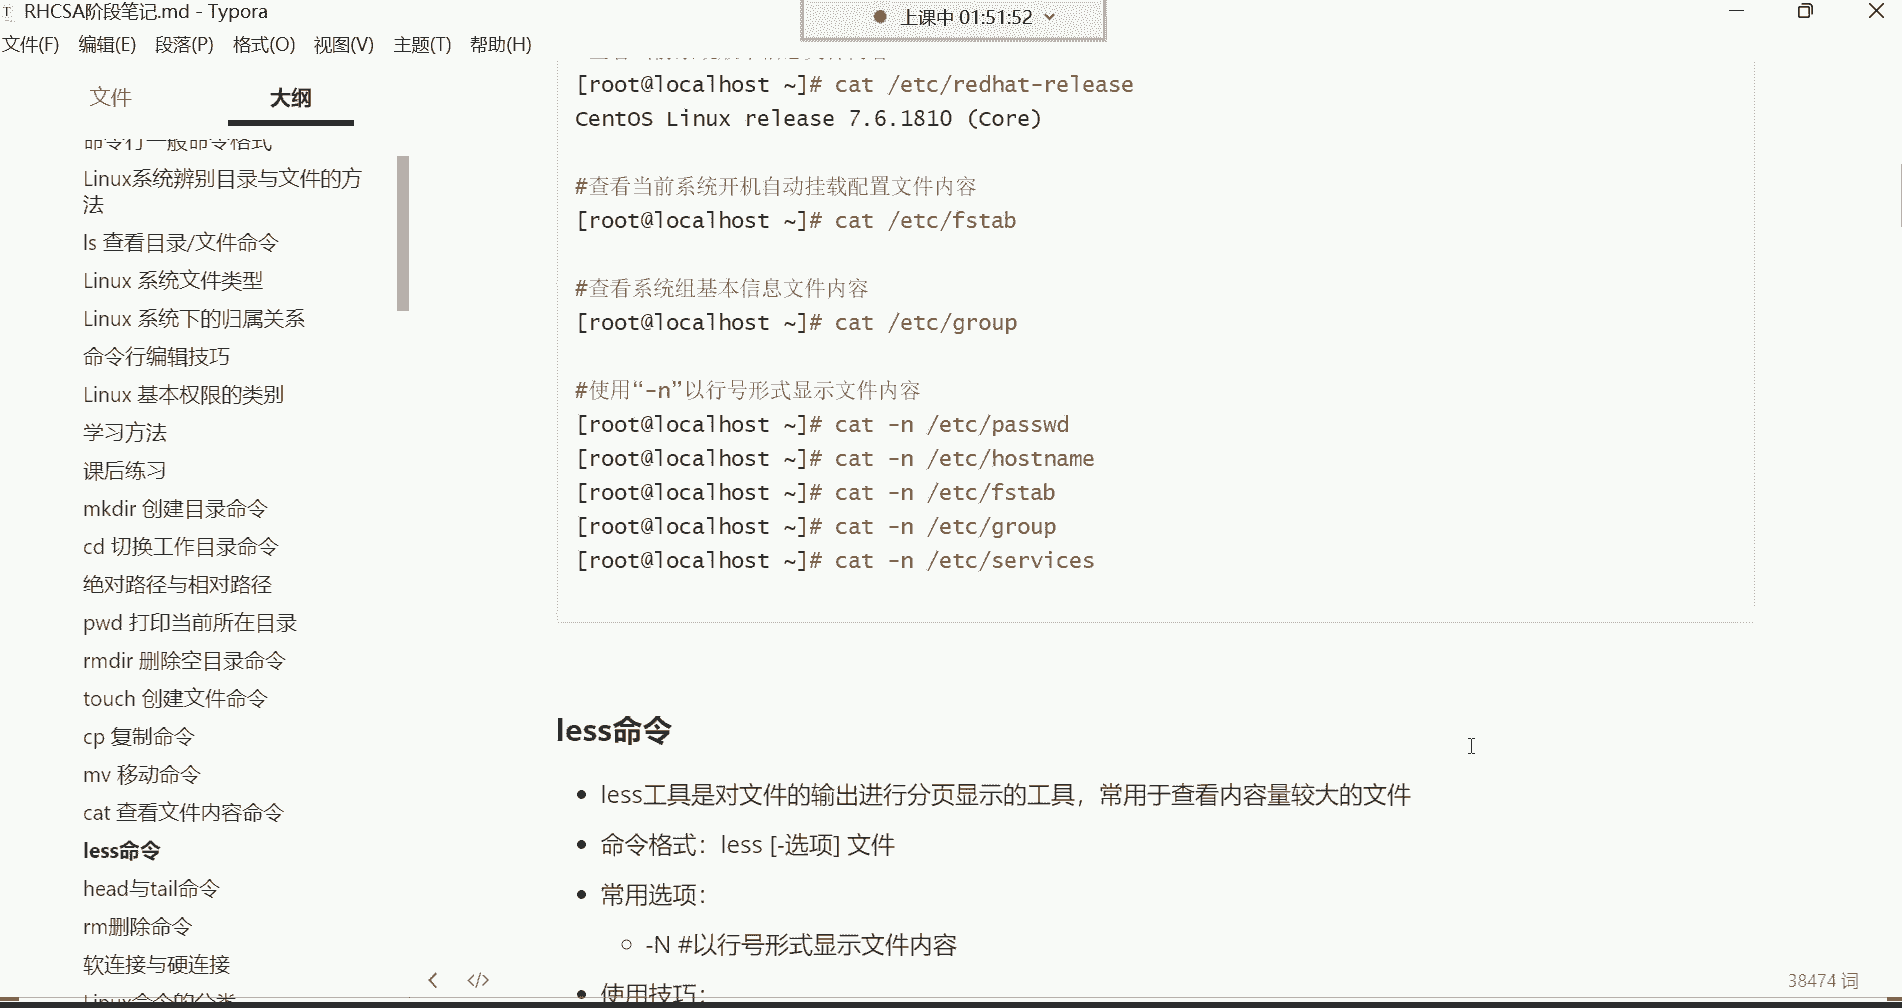 RHCSA阶段笔记.md - Typora
上课中 01:51:52
文件(F) 编辑(E) 段落(P) 格式(O) 视图(V) 主题(T) 帮助(H)
文件 大纲
命令行一般命令格式
Linux系统辨别目录与文件的方
法
ls 查看目录/文件命令
Linux 系统文件类型
Linux 系统下的归属关系
命令行编辑技巧
Linux 基本权限的类别
学习方法
课后练习
mkdir 创建目录命令
cd 切换工作目录命令
绝对路径与相对路径
pwd 打印当前所在目录
rmdir 删除空目录命令
touch 创建文件命令
cp 复制命令
mv 移动命令
cat 查看文件内容命令
less命令
head与tail命令
rm删除命令
软连接与硬连接
Linux命令的分类
[root@localhost ~]# cat /etc/redhat-release
CentOS Linux release 7.6.1810 (Core)
#查看当前系统开机自动挂载配置文件内容
[root@localhost ~]# cat /etc/fstab
#查看系统组基本信息文件内容
[root@localhost ~]# cat /etc/group
#使用“-n”以行号形式显示文件内容
[root@localhost ~]# cat -n /etc/passwd
[root@localhost ~]# cat -n /etc/hostname
[root@localhost ~]# cat -n /etc/fstab
[root@localhost ~]# cat -n /etc/group
[root@localhost ~]# cat -n /etc/services
less命令
less工具是对文件的输出进行分页显示的工具，常用于查看内容量较大的文件
命令格式：less [-选项] 文件
常用选项：
-N #以行号形式显示文件内容
使用技巧：
38474 词